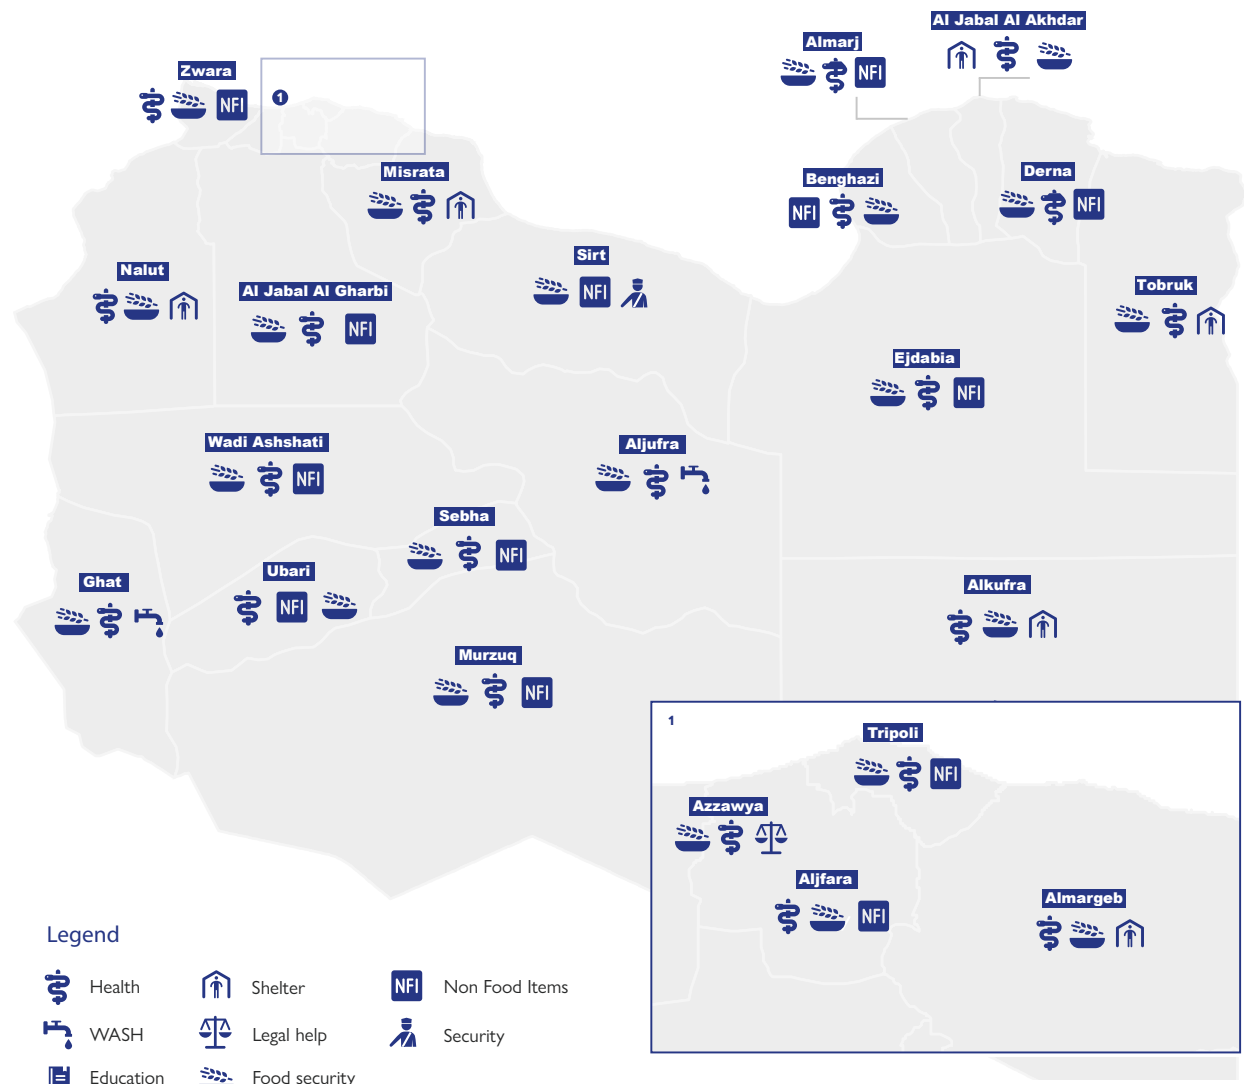 Al Jabal Al Akhdar
Almarj
NFI
Zwara
NFI
1
Misrata
Benghazi
NFI
Derna
NFI
Nalut
Al Jabal Al Gharbi
NFI
Sirt
NFI
Tobruk
Ejdabia
NFI
Wadi Ashshati
NFI
Aljufra
Sebha
NFI
Ghat
Ubari
NFI
Alkufra
Murzuq
NFI
1
Tripoli
NFI
Azzawya
Aljfara
NFI
Almargeb
Legend
Health
Shelter
NFI Non Food Items
WASH
Legal help
Security
Education
Food security